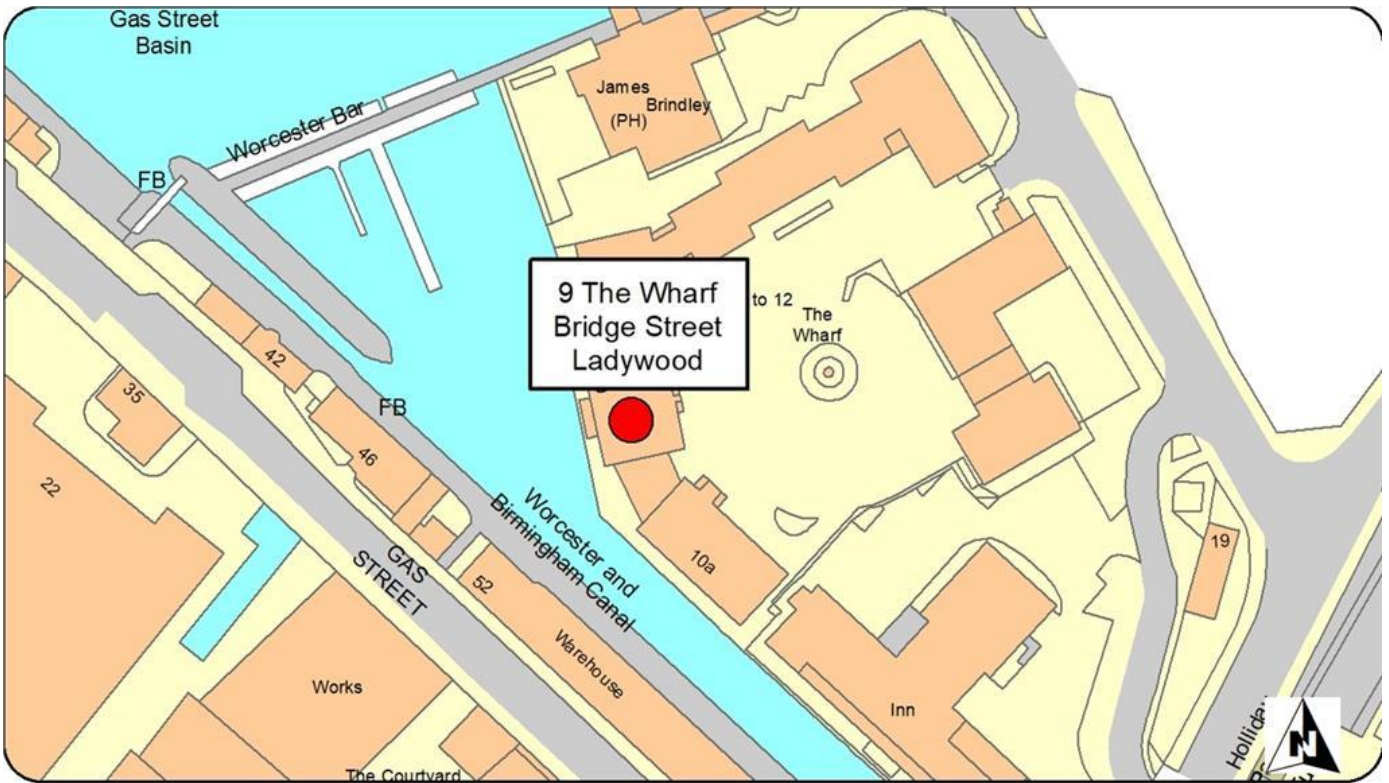 Gas Street
Basin
Worcester Bar
FB
James
Brindley
(PH)
9 The Wharf
Bridge Street
Ladywood
to 12
The
Wharf
42
35
FB
46
22
Worcester and
Birmingham Canal
GAS
STREET
10a
52
19
Warehouse
Works
Inn
Holliday
The Courtyard
N